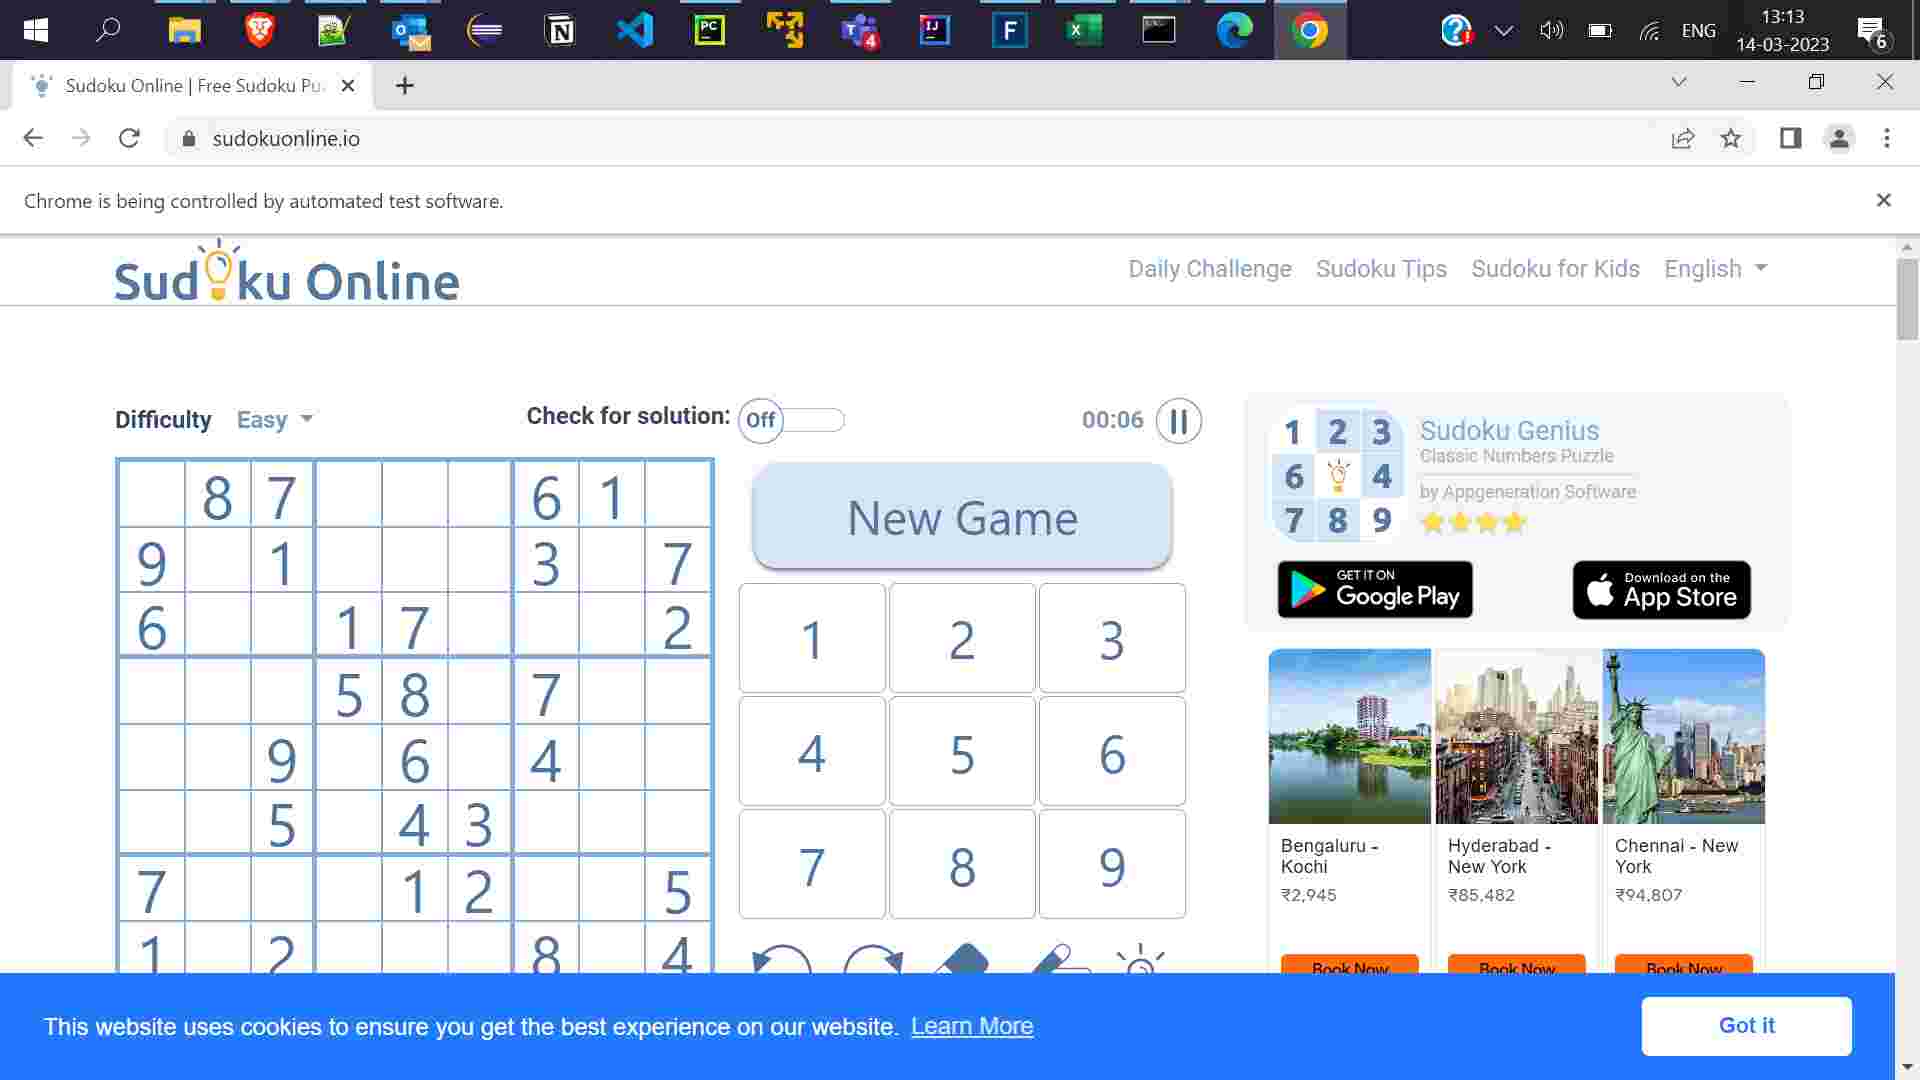 PC
4
IJ
F
ENG
13:13
14-03-2023
6
Sudoku Online | Free Sudoku Pu
sudokuonline.io
Chrome is being controlled by automated test software.
Sudoku Online
Daily Challenge Sudoku Tips Sudoku for Kids English
Difficulty Easy
Check for solution: Off
00:06
8 7 6 1
9 1 3 7
6 1 7 2
5 8 7
9 6 4
5 4 3
7 1 2 5
1 2 8 4
New Game
1 2 3
4 5 6
7 8 9
1 2 3
6 4
7 8 9
Sudoku Genius
Classic Numbers Puzzle
by Appgeneration Software
GET IT ON
Google Play
Download on the
App Store
Bengaluru -
Kochi
₹2,945
Book Now
Hyderabad -
New York
₹85,482
Book Now
Chennai - New
York
₹94,807
Book Now
This website uses cookies to ensure you get the best experience on our website. Learn More
Got it